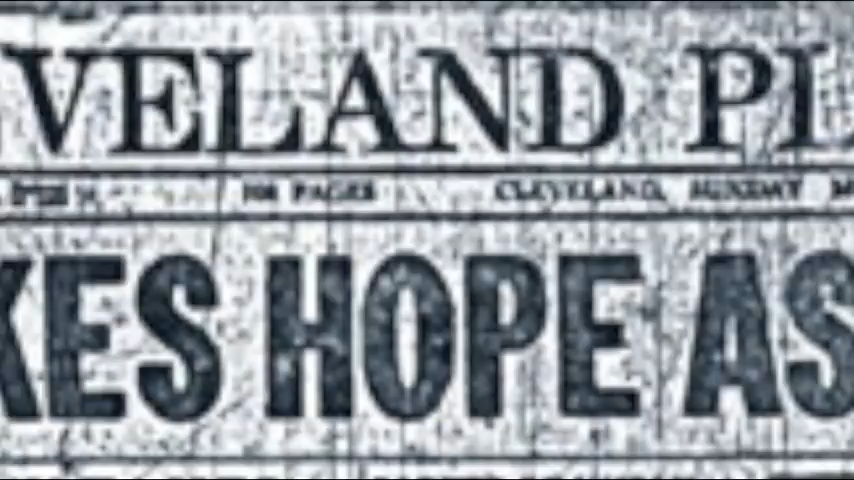 VELAND PL
PAGES CLEVELAND, SUNDAY M
KES HOPE AS